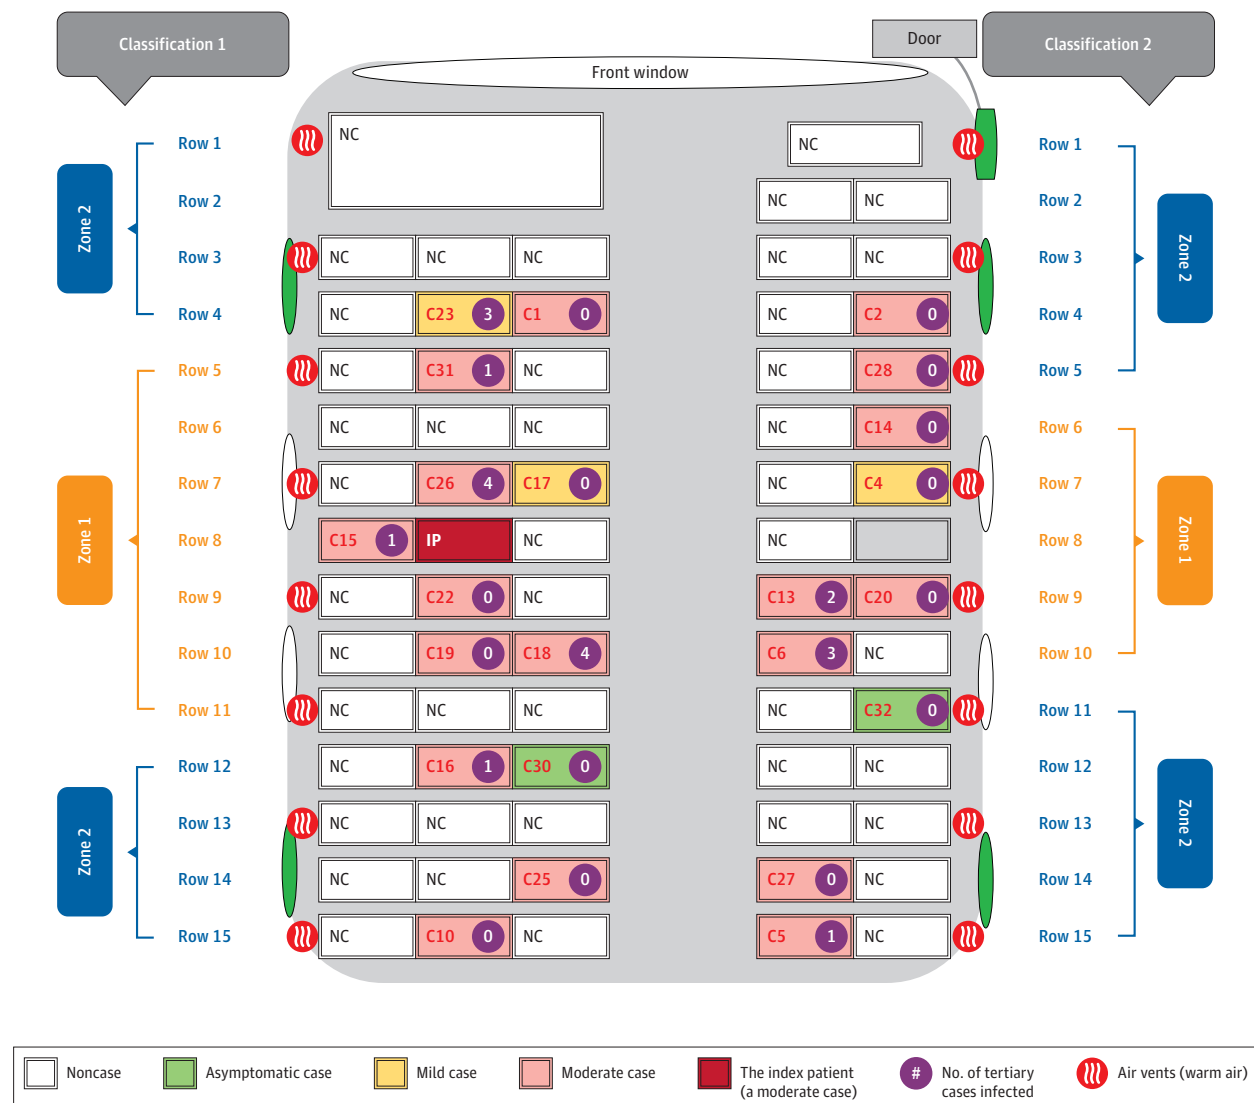 Classification 1
Door
Classification 2
Front window
Row 1 NC NC Row 1
Row 2 NC NC Row 2
Row 3 NC NC NC NC NC Row 3
Row 4 NC C23 3 C1 0 NC C2 0 Row 4
Row 5 NC C31 1 NC NC C28 0 Row 5
Row 6 NC NC NC NC C14 0 Row 6
Row 7 NC C26 4 C17 0 NC C4 0 Row 7
Row 8 C15 1 IP NC NC Row 8
Row 9 NC C22 0 NC C13 2 C20 0 Row 9
Row 10 NC C19 0 C18 4 C6 3 NC Row 10
Row 11 NC NC NC NC C32 0 Row 11
Row 12 NC C16 1 C30 0 NC NC Row 12
Row 13 NC NC NC NC NC Row 13
Row 14 NC NC C25 0 C27 0 NC Row 14
Row 15 NC C10 0 NC C5 1 NC Row 15
Zone 2
Zone 1
Zone 2
Zone 2
Zone 1
Zone 2
Noncase
Asymptomatic case
Mild case
Moderate case
The index patient
(a moderate case)
# No. of tertiary
cases infected
Air vents (warm air)